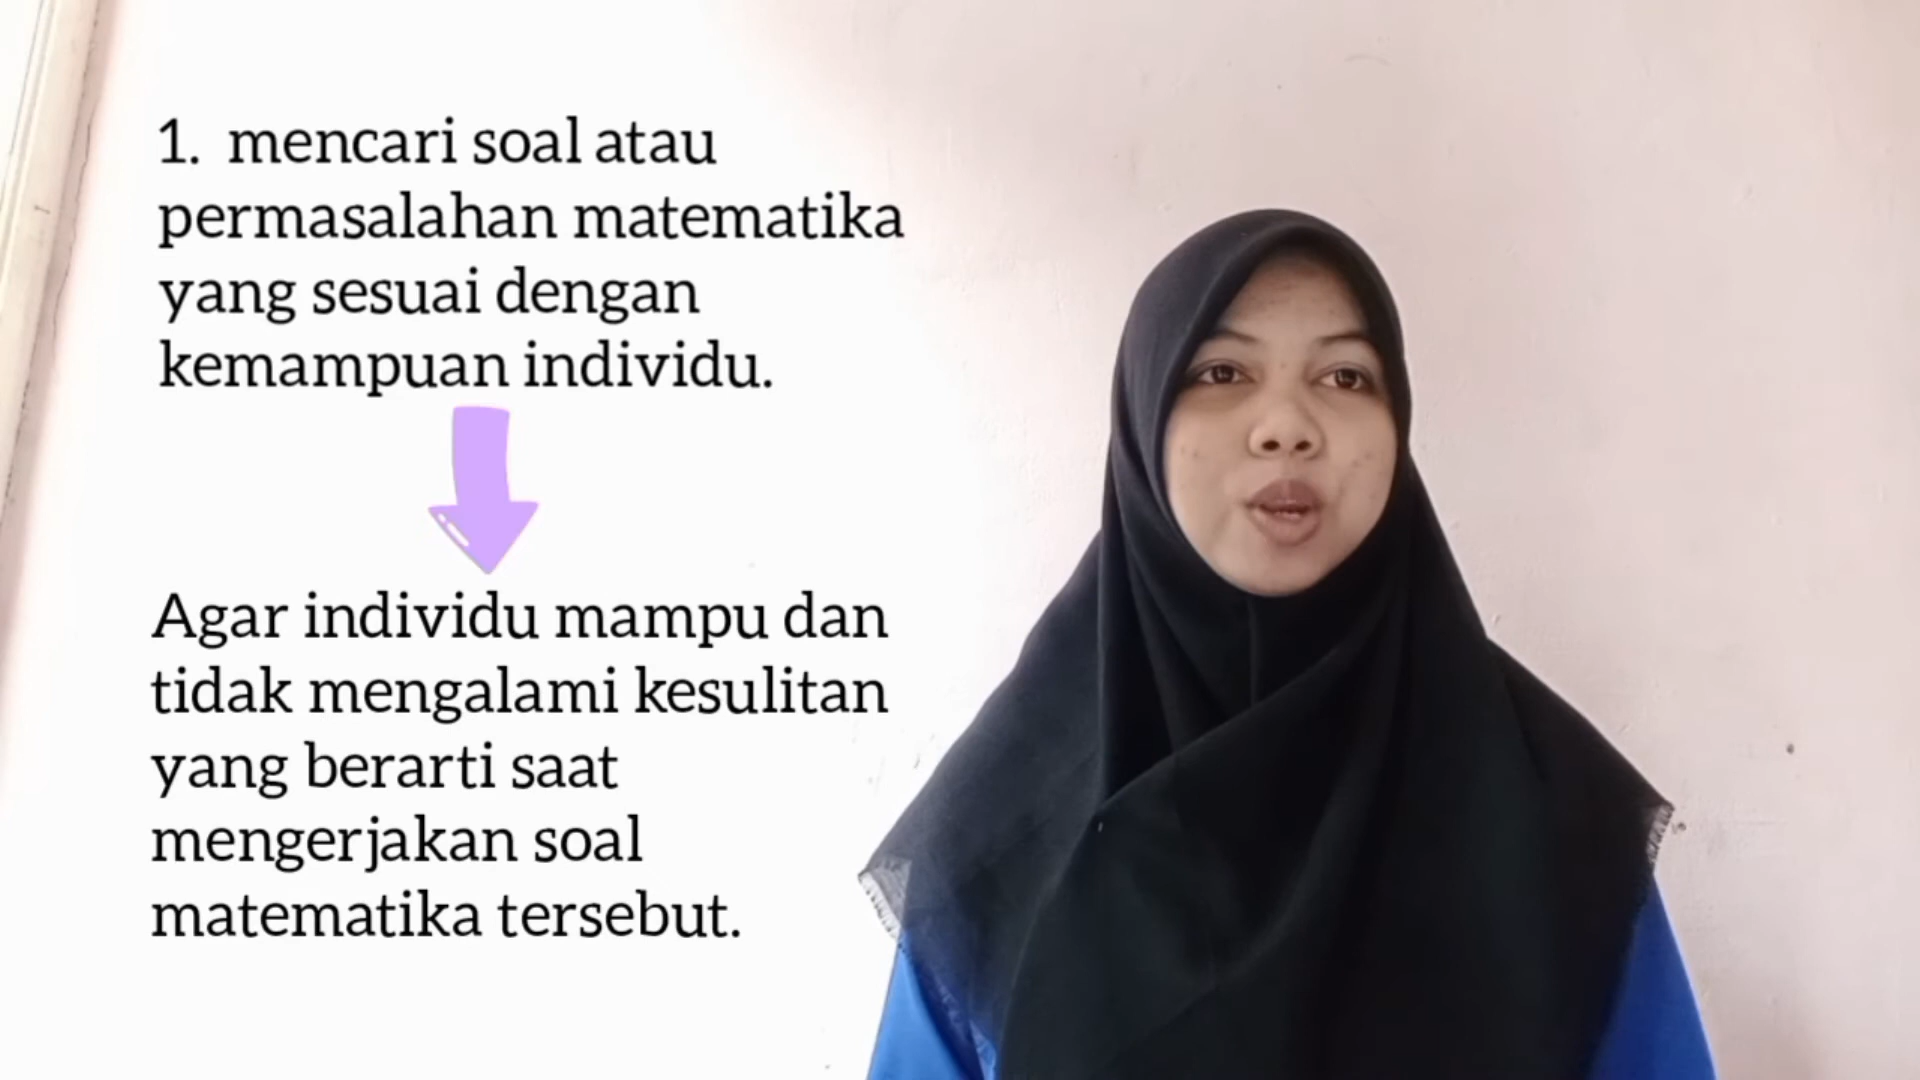 1. mencari soal atau
permasalahan matematika
yang sesuai dengan
kemampuan individu.
Agar individu mampu dan
tidak mengalami kesulitan
yang berarti saat
mengerjakan soal
matematika tersebut.